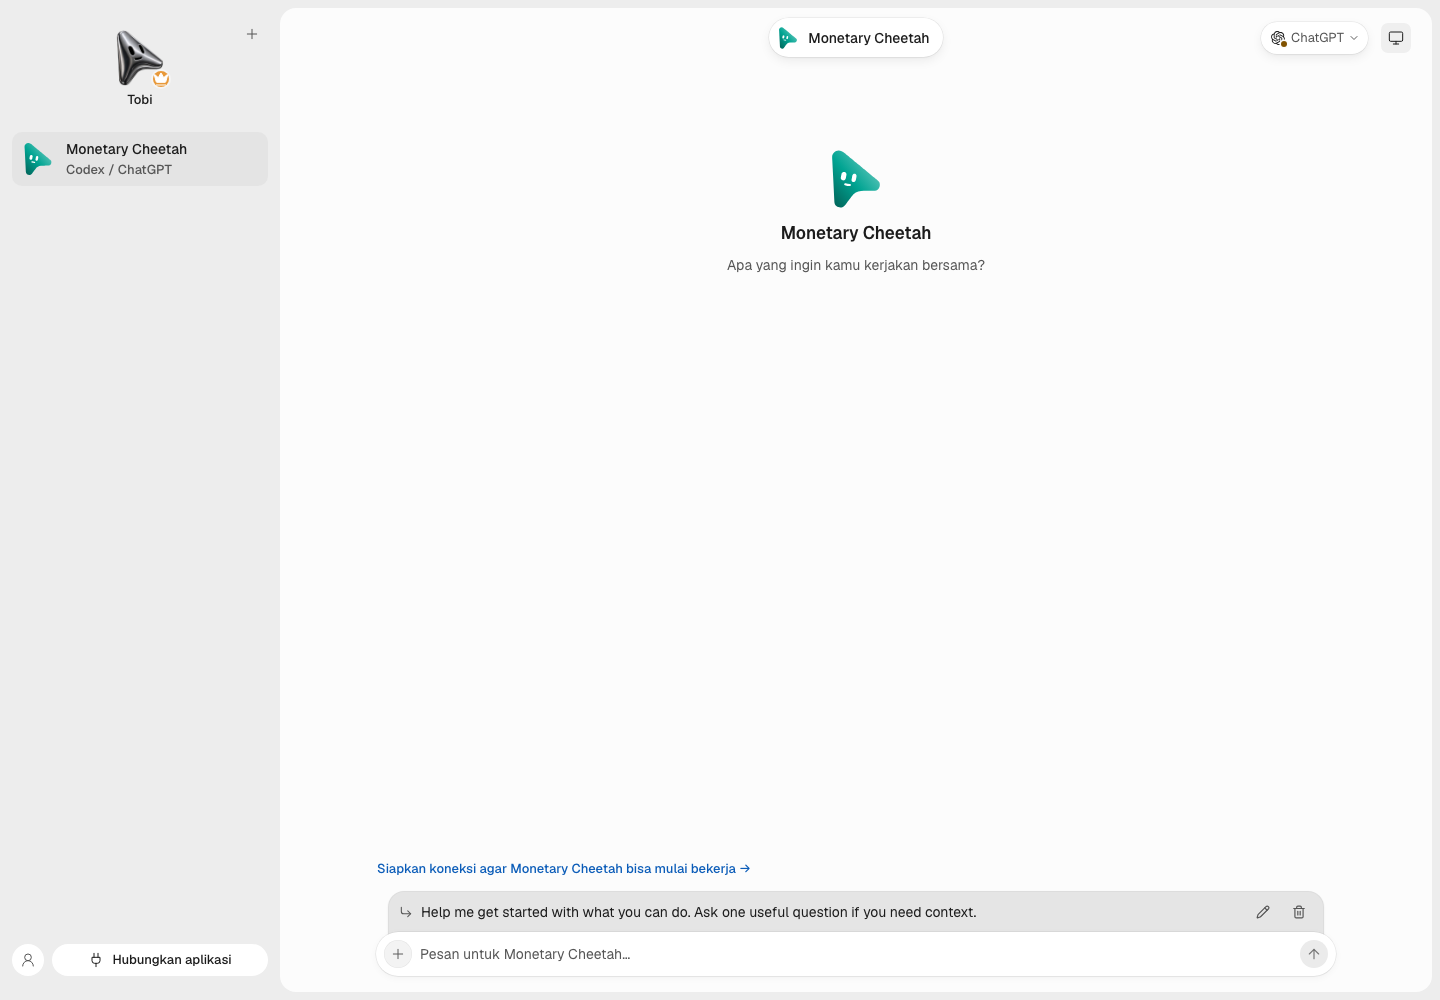 Tobi
Monetary Cheetah
Codex / ChatGPT
Hubungkan aplikasi
Monetary Cheetah
ChatGPT
Monetary Cheetah
Apa yang ingin kamu kerjakan bersama?
Siapkan koneksi agar Monetary Cheetah bisa mulai bekerja →
Help me get started with what you can do. Ask one useful question if you need context.
Pesan untuk Monetary Cheetah…